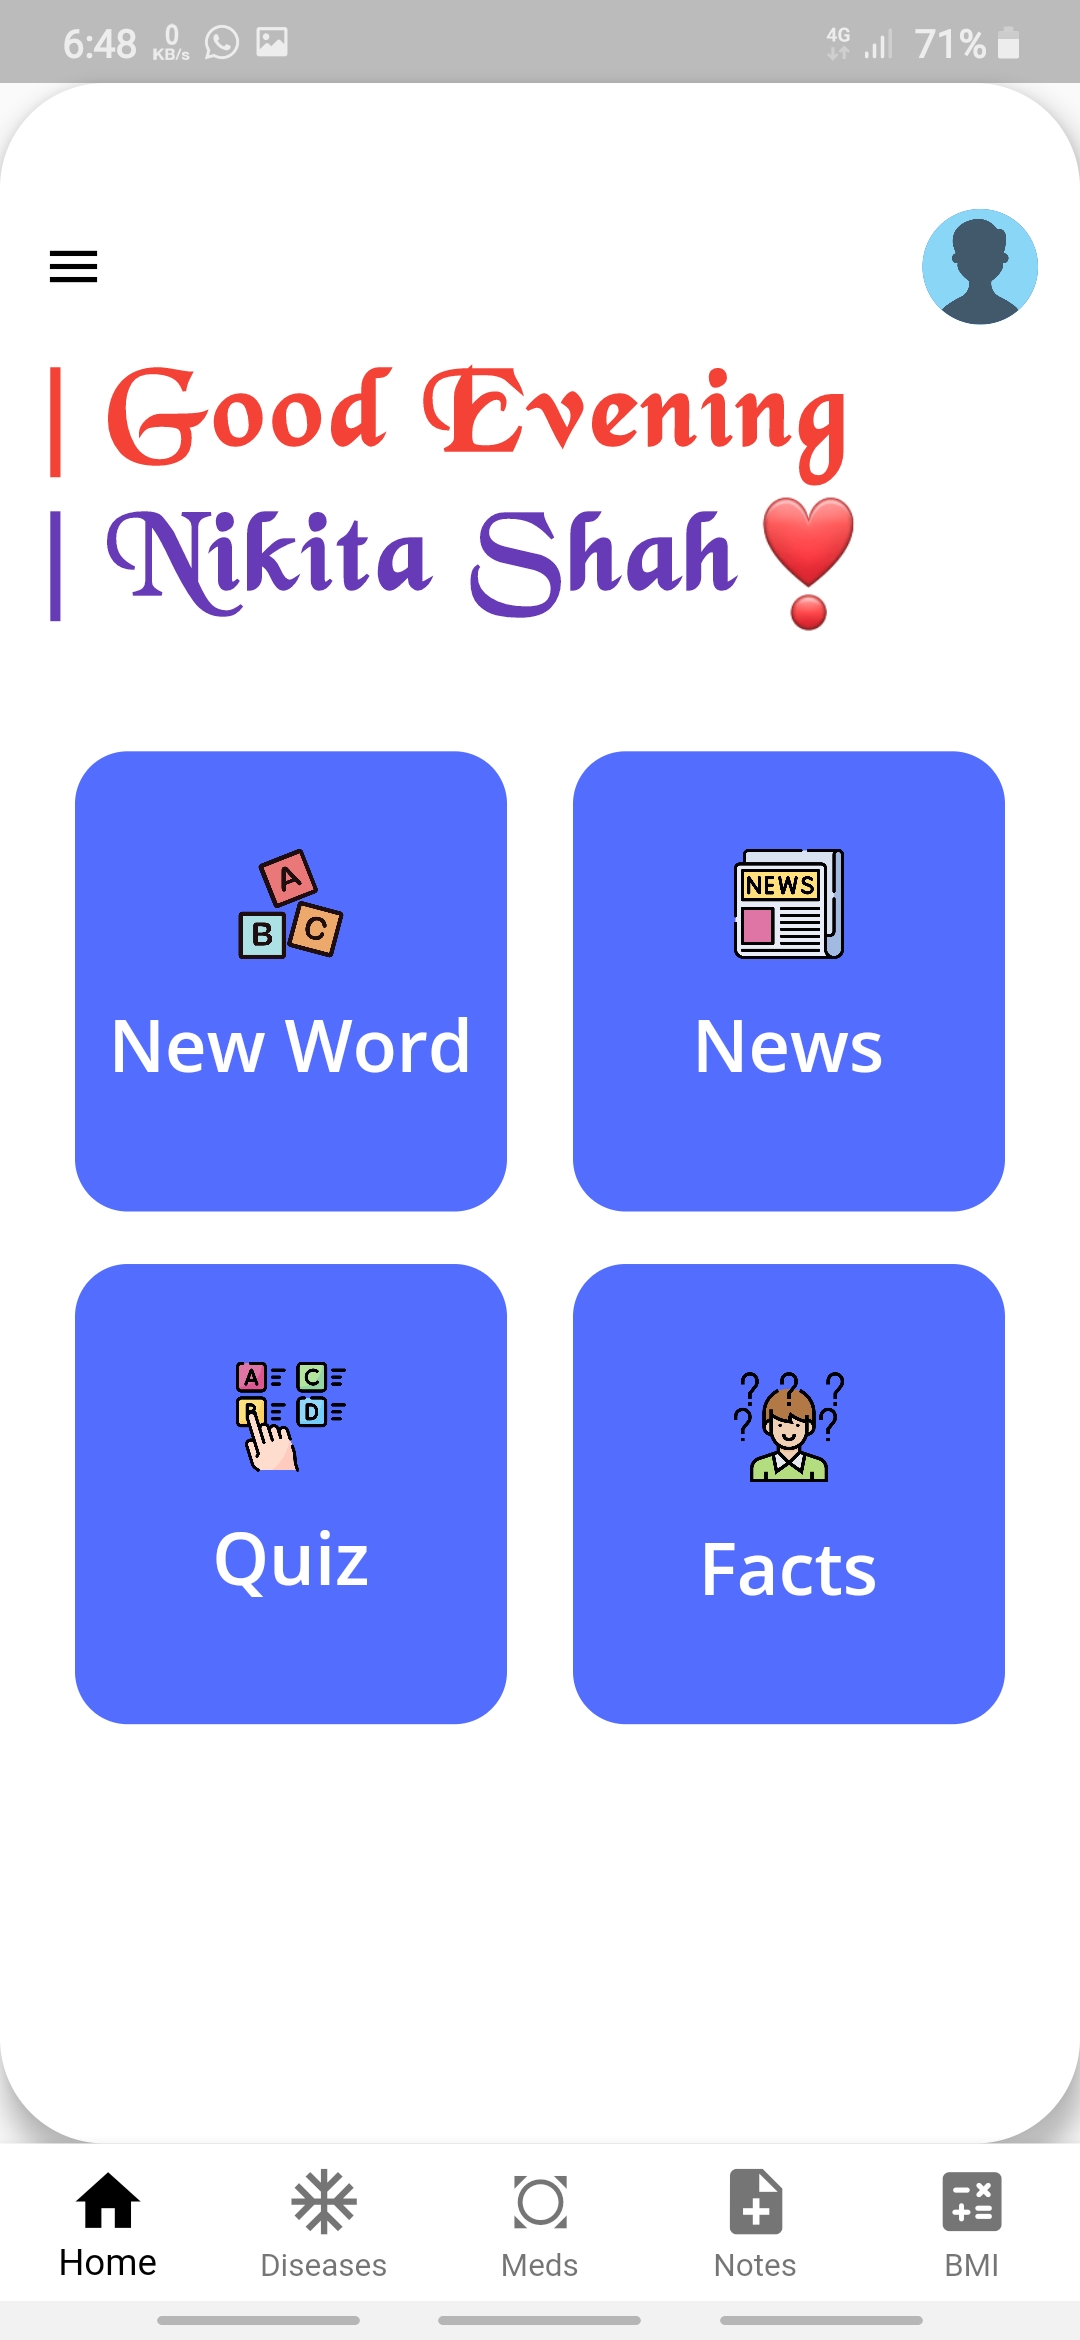 6:48 0 KB/s 4G 71%
| Good Evening
| Nikita Shah ❣️
A
B C
New Word
NEWS
News
A C
B D
Quiz
? ? ?
? ?
Facts
Home Diseases Meds Notes BMI